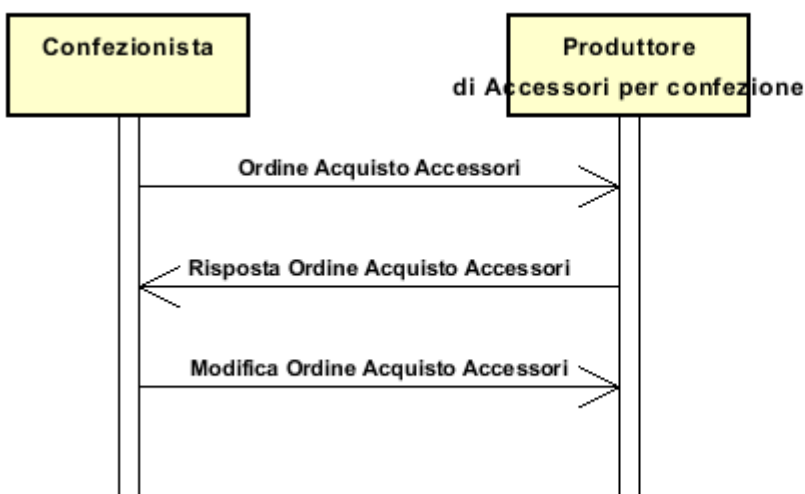 Confezionista
Produttore
di Accessori per confezione
Ordine Acquisto Accessori
Risposta Ordine Acquisto Accessori
Modifica Ordine Acquisto Accessori